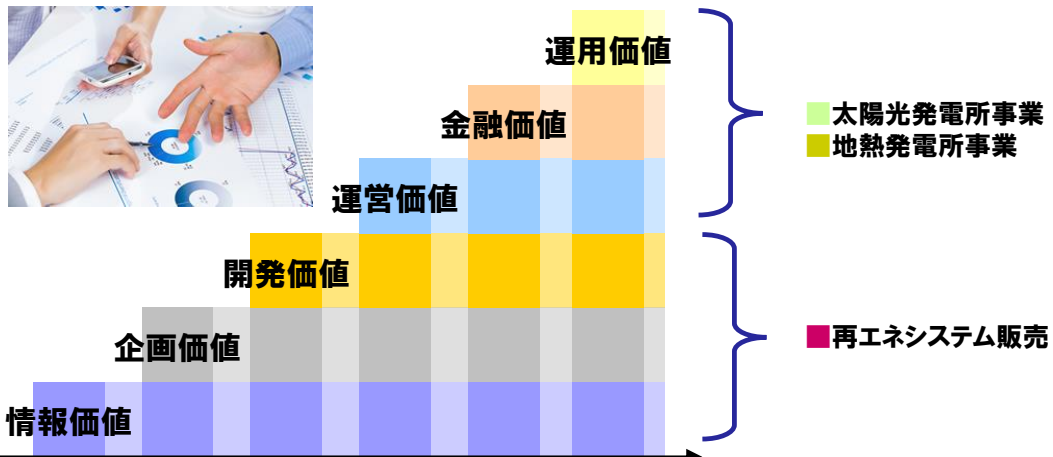 運用価値
金融価値
運営価値
開発価値
企画価値
情報価値
■太陽光発電所事業
■地熱発電所事業
■再エネシステム販売